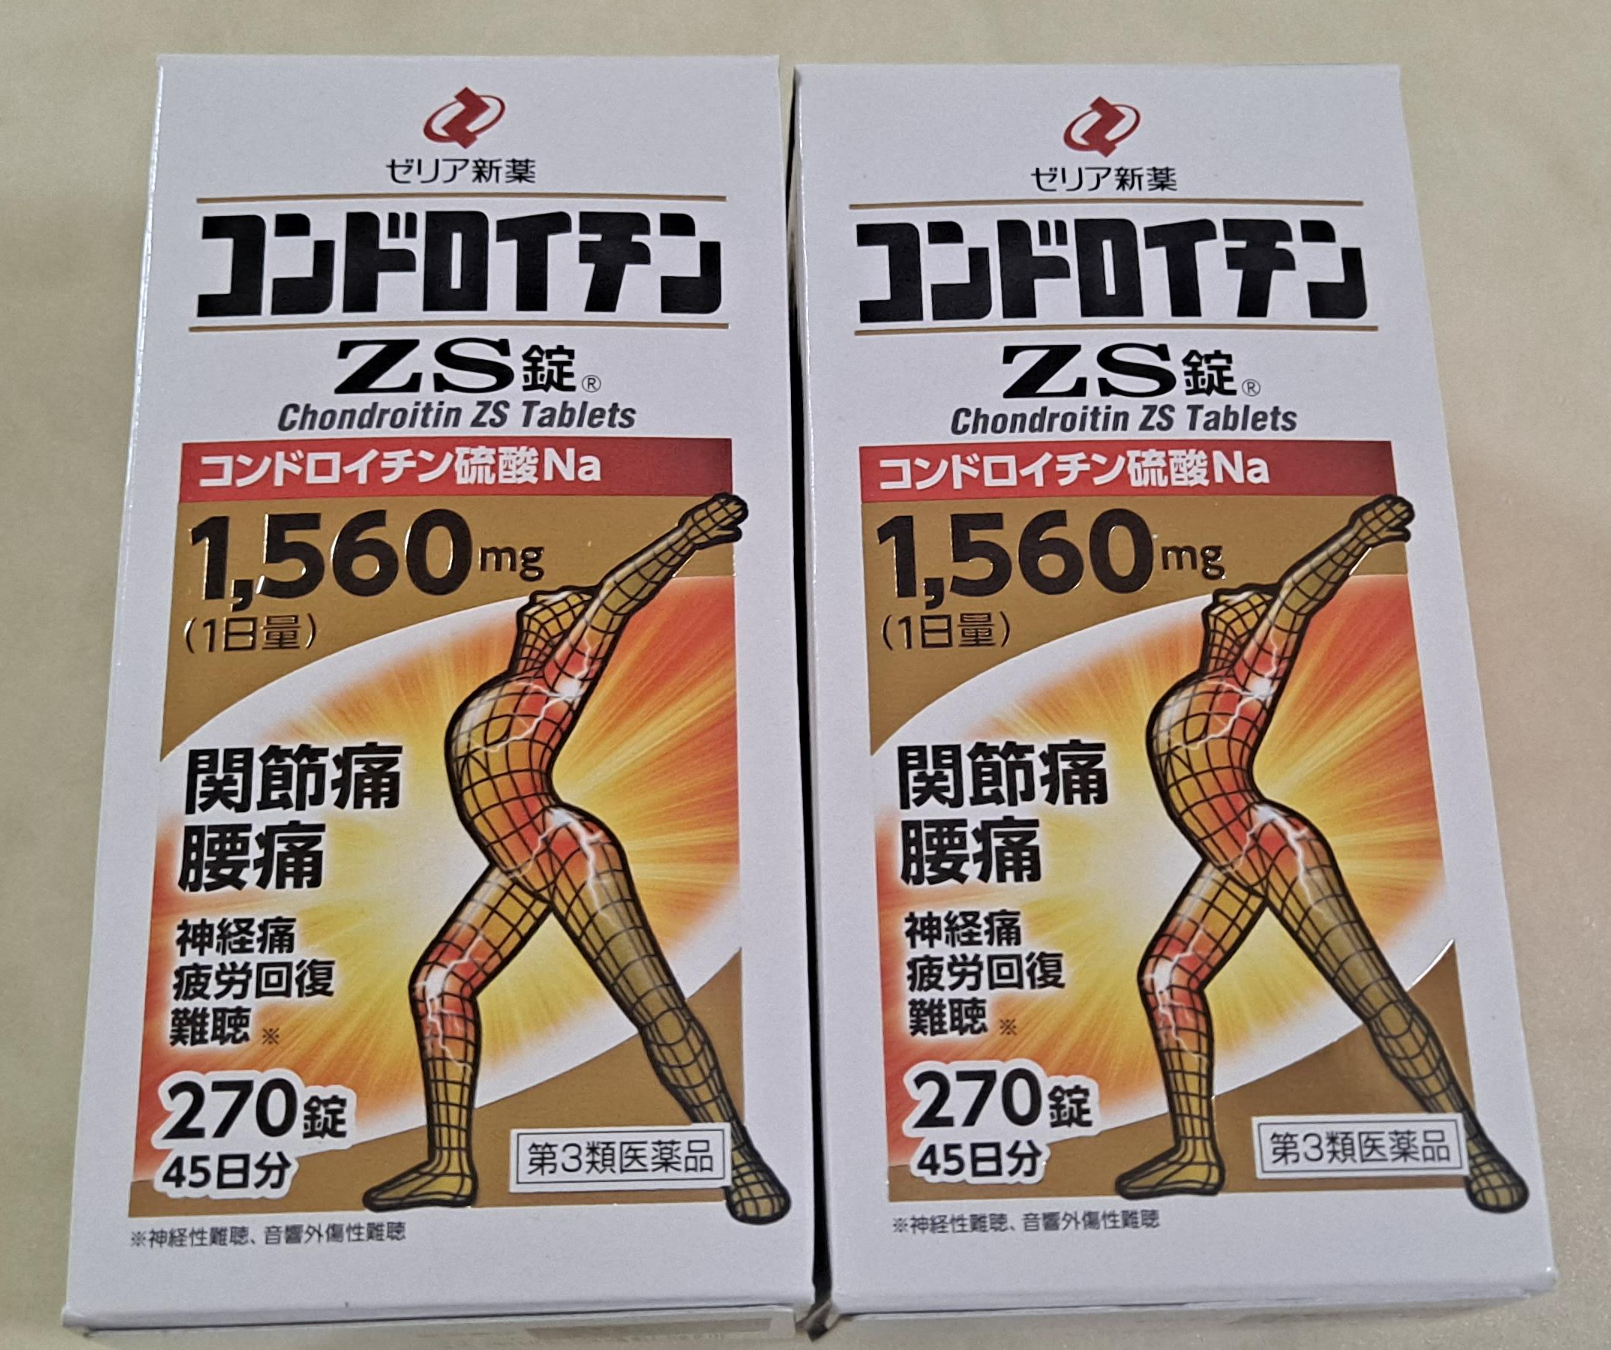 ゼリア新薬
コンドロイチン
ZS錠®
Chondroitin ZS Tablets
コンドロイチン硫酸Na
1,560mg
(1日量)
関節痛
腰痛
神経痛
疲労回復
難聴※
270錠
45日分
第3類医薬品
※神経性難聴、音響外傷性難聴
ゼリア新薬
コンドロイチン
ZS錠®
Chondroitin ZS Tablets
コンドロイチン硫酸Na
1,560mg
(1日量)
関節痛
腰痛
神経痛
疲労回復
難聴※
270錠
45日分
第3類医薬品
※神経性難聴、音響外傷性難聴